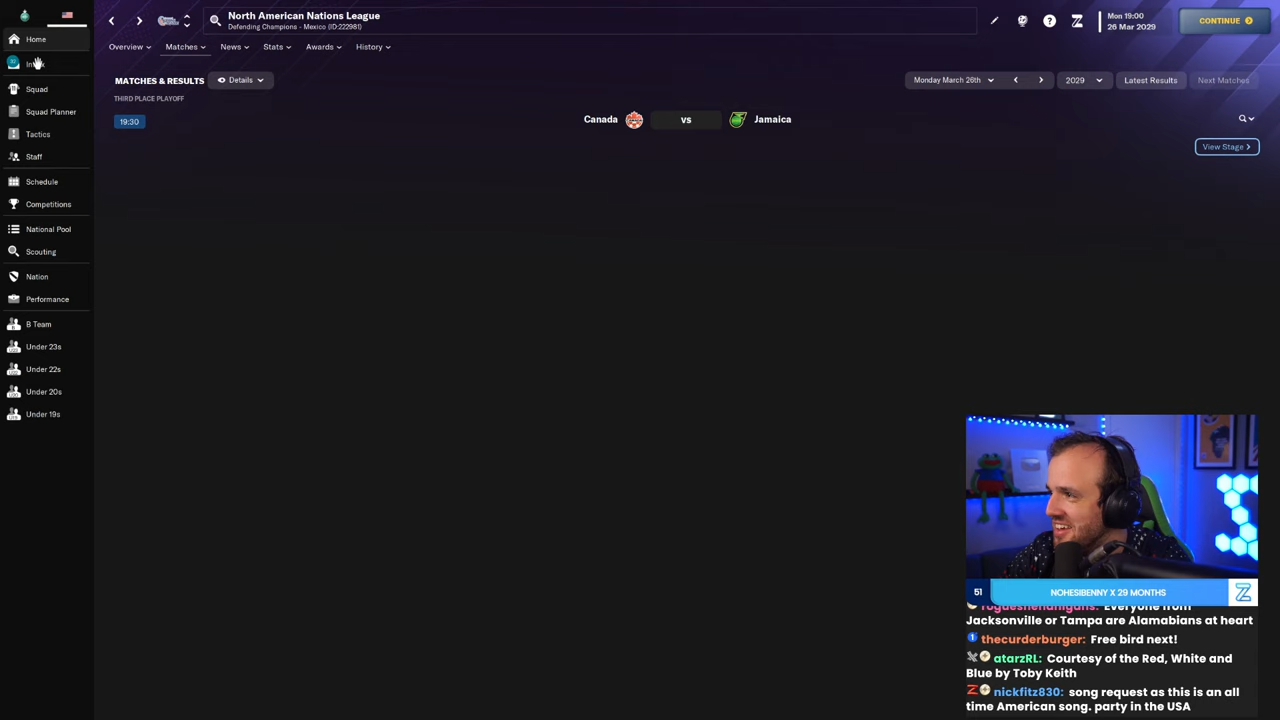 North American Nations League
Defending Champions - Mexico (ID:222981)
Mon 19:00
26 Mar 2029
CONTINUE
Home
Squad
Squad Planner
Tactics
Staff
Schedule
Competitions
National Pool
Scouting
Nation
Performance
B Team
Under 23s
Under 22s
Under 20s
Under 19s
Overview
Matches
News
Stats
Awards
History
MATCHES & RESULTS
Details
Monday March 26th
2029
Latest Results
Next Matches
THIRD PLACE PLAYOFF
19:30
Canada
vs
Jamaica
View Stage
51
NOHESIBENNY X 29 MONTHS
Z
rogueshenanigans: Everyone from
Jacksonville or Tampa are Alamabians at heart
thecurderburger: Free bird next!
atarzRL: Courtesy of the Red, White and
Blue by Toby Keith
nickfitz830: song request as this is an all
time American song. party in the USA